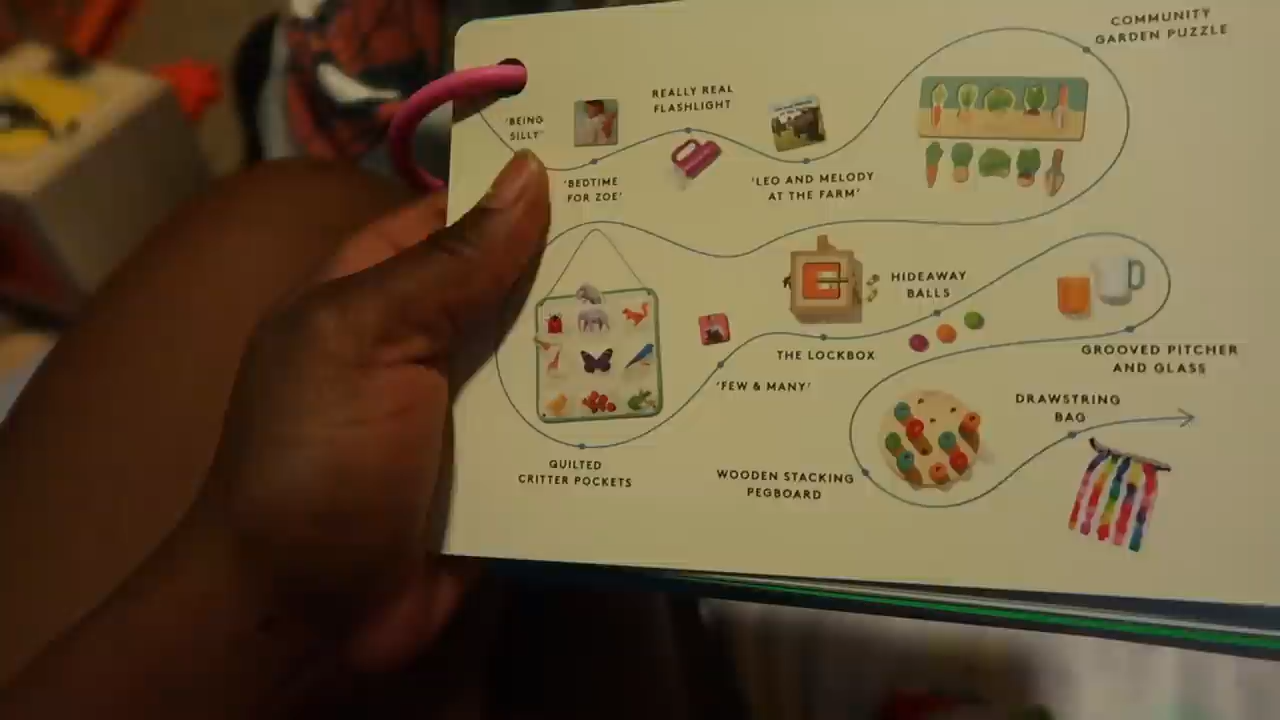 COMMUNITY
GARDEN PUZZLE
REALLY REAL
FLASHLIGHT
'BEING
SILLY'
'BEDTIME
FOR ZOE'
'LEO AND MELODY
AT THE FARM'
HIDEAWAY
BALLS
THE LOCKBOX
GROOVED PITCHER
AND GLASS
'FEW & MANY'
DRAWSTRING
BAG
QUILTED
CRITTER POCKETS
WOODEN STACKING
PEGBOARD